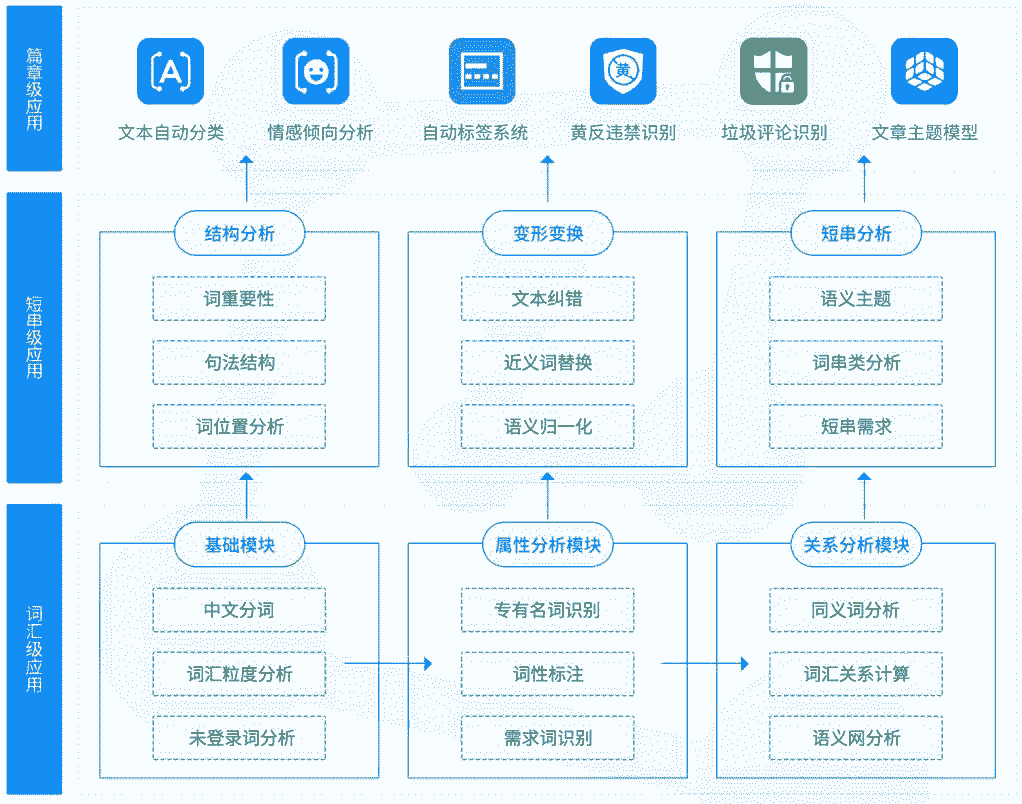 篇章级应用
A
黄
文本自动分类
情感倾向分析
自动标签系统
黄反违禁识别
垃圾评论识别
文章主题模型
短串级应用
结构分析
词重要性
句法结构
词位置分析
变形变换
文本纠错
近义词替换
语义归一化
短串分析
语义主题
词串类分析
短串需求
词汇级应用
基础模块
中文分词
词汇粒度分析
未登录词分析
属性分析模块
专有名词识别
词性标注
需求词识别
关系分析模块
同义词分析
词汇关系计算
语义网分析